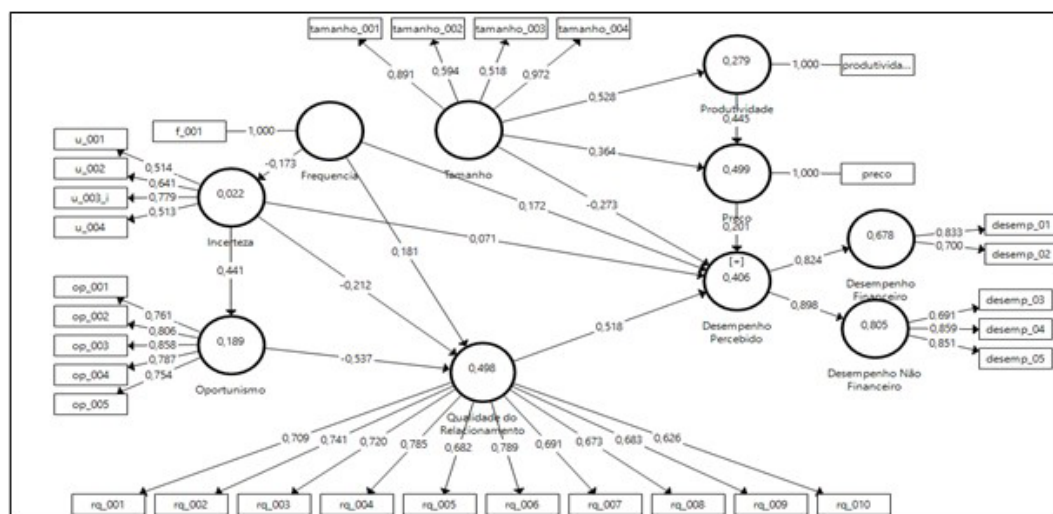 tamanho_001 tamanho_002 tamanho_003 tamanho_004
0,891 0,594 0,518 0,972
0,279 1,000 produtivida...
Produtividade
0,528
0,445
f_001 1,000
Frequencia
Tamanho
0,364
0,499 1,000 preco
Preco
u_001
u_002
u_003_i
u_004
0,514
0,641
0,779
0,513
-0,173
0,022
Incerteza
0,172
-0,273
0,201
0,071
0,181
-0,212
0,441
[+]
0,406
Desempenho
Percebido
0,824
0,678
Desempenho
Financeiro
0,833
0,700
desemp_01
desemp_02
0,898
0,805
Desempenho Não
Financeiro
0,691
0,859
0,851
desemp_03
desemp_04
desemp_05
op_001
op_002
op_003
op_004
op_005
0,761
0,806
0,858
0,787
0,754
0,189
Oportunismo
-0,537
0,518
0,498
Qualidade do
Relacionamento
0,709 0,741 0,720 0,785 0,682 0,789 0,691 0,673 0,683 0,626
rq_001 rq_002 rq_003 rq_004 rq_005 rq_006 rq_007 rq_008 rq_009 rq_010